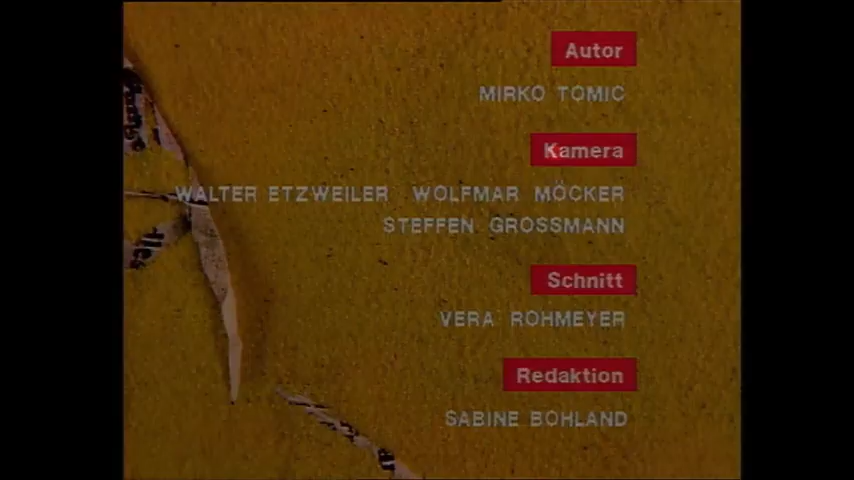 Autor
MIRKO TOMIC
Kamera
WALTER ETZWEILER WOLFMAR MÖCKER
STEFFEN GROSSMANN
Schnitt
VERA ROHMEYER
Redaktion
SABINE BOHLAND